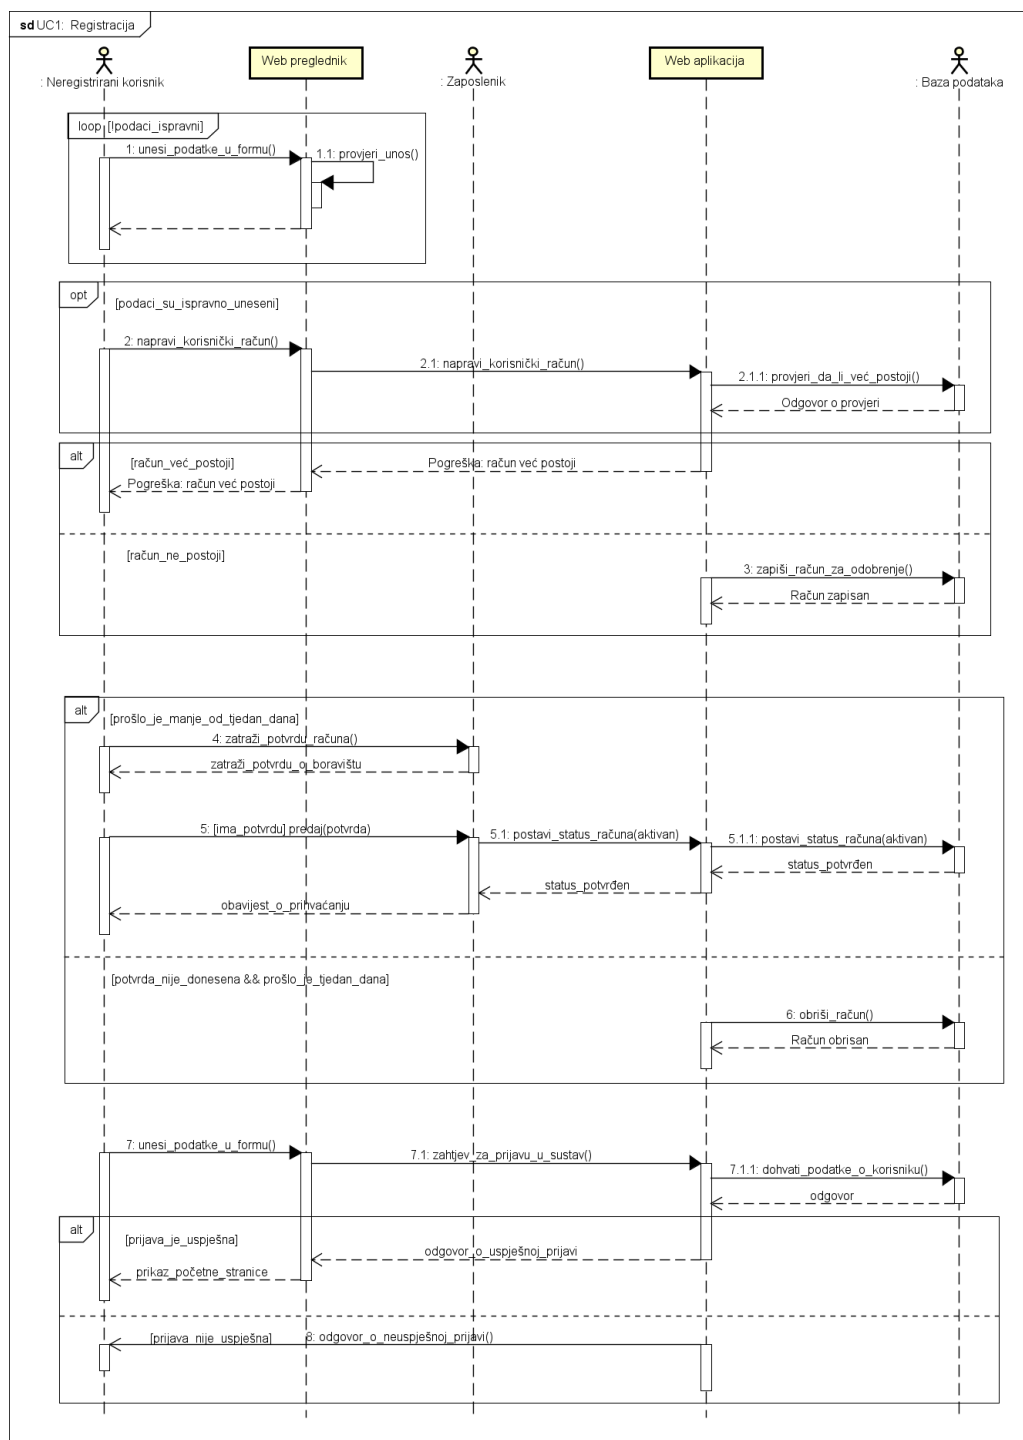 sd UC1: Registracija
: Neregistrirani korisnik
Web preglednik
: Zaposlenik
Web aplikacija
: Baza podataka
loop [!podaci_ispravni]
1: unesi_podatke_u_formu()
1.1: provjeri_unos()
opt
[podaci_su_ispravno_uneseni]
2: napravi_korisnički_račun()
2.1: napravi_korisnički_račun()
2.1.1: provjeri_da_li_već_postoji()
Odgovor o provjeri
alt
[račun_već_postoji]
Pogreška: račun već postoji
Pogreška: račun već postoji
[račun_ne_postoji]
3: zapiši_račun_za_odobrenje()
Račun zapisan
alt
[prošlo_je_manje_od_tjedan_dana]
4: zatraži_potvrdu_računa()
zatraži_potvrdu_o_boravištu
5: [ima_potvrdu] predaj(potvrda)
5.1: postavi_status_računa(aktivan)
5.1.1: postavi_status_računa(aktivan)
status_potvrđen
status_potvrđen
obavijest_o_prihvaćanju
[potvrda_nije_donesena && prošlo_je_tjedan_dana]
6: obriši_račun()
Račun obrisan
7: unesi_podatke_u_formu()
7.1: zahtjev_za_prijavu_u_sustav()
7.1.1: dohvati_podatke_o_korisniku()
odgovor
alt
[prijava_je_uspješna]
odgovor_o_uspješnoj_prijavi
prikaz_početne_stranice
[prijava_nije_uspješna]
8: odgovor_o_neuspješnoj_prijavi()